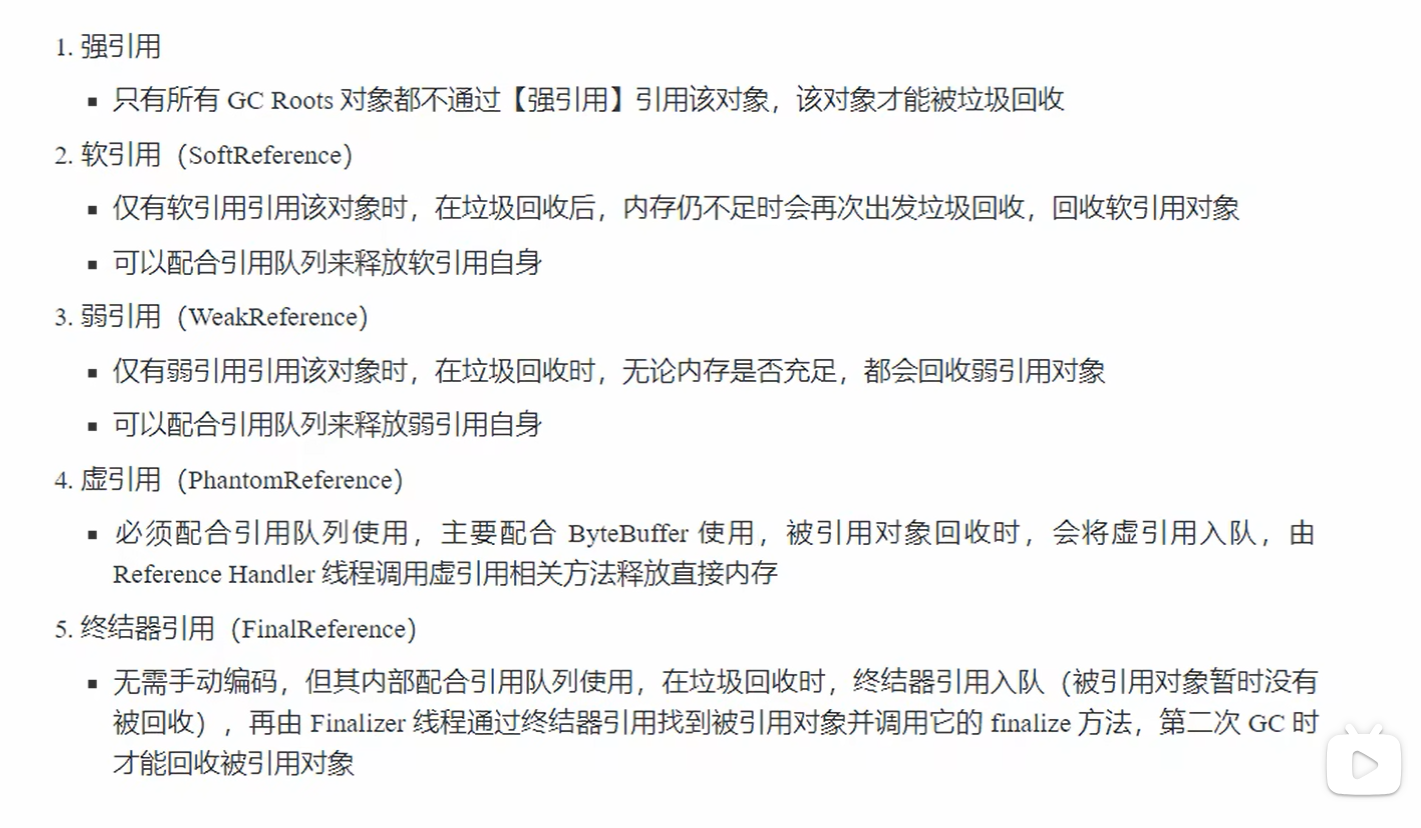 1. 强引用
▪ 只有所有 GC Roots 对象都不通过【强引用】引用该对象，该对象才能被垃圾回收
2. 软引用（SoftReference）
▪ 仅有软引用引用该对象时，在垃圾回收后，内存仍不足时会再次出发垃圾回收，回收软引用对象
▪ 可以配合引用队列来释放软引用自身
3. 弱引用（WeakReference）
▪ 仅有弱引用引用该对象时，在垃圾回收时，无论内存是否充足，都会回收弱引用对象
▪ 可以配合引用队列来释放弱引用自身
4. 虚引用（PhantomReference）
▪ 必须配合引用队列使用，主要配合 ByteBuffer 使用，被引用对象回收时，会将虚引用入队，由
Reference Handler 线程调用虚引用相关方法释放直接内存
5. 终结器引用（FinalReference）
▪ 无需手动编码，但其内部配合引用队列使用，在垃圾回收时，终结器引用入队（被引用对象暂时没有
被回收），再由 Finalizer 线程通过终结器引用找到被引用对象并调用它的 finalize 方法，第二次 GC 时
才能回收被引用对象